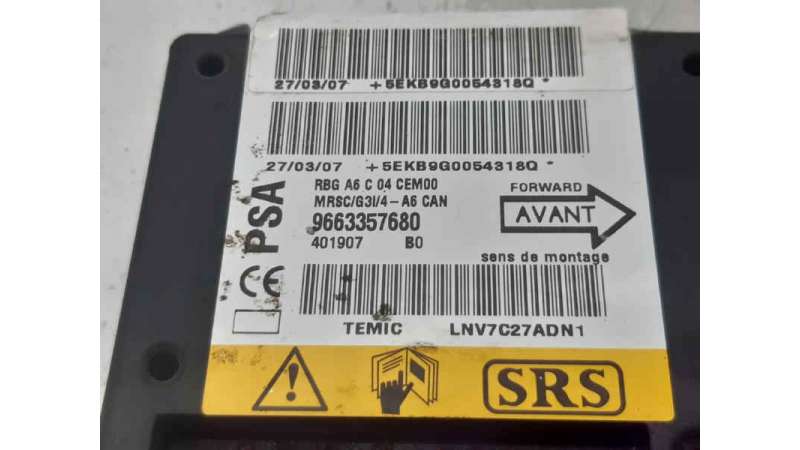 27/03/07 +5EKB9G0054318Q *
27/03/07 +5EKB9G0054318Q *
PSA
RBG A6 C 04 CEM00
MRSC/G3I/4- A6 CAN
9663357680
401907 B0
FORWARD
AVANT
sens de montage
CE
TEMIC LNV7C27ADN1
SRS